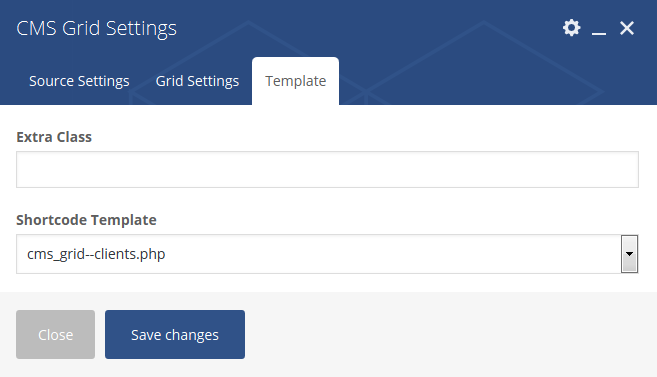 CMS Grid Settings
Source Settings Grid Settings Template
Extra Class
Shortcode Template
cms_grid--clients.php
Close Save changes